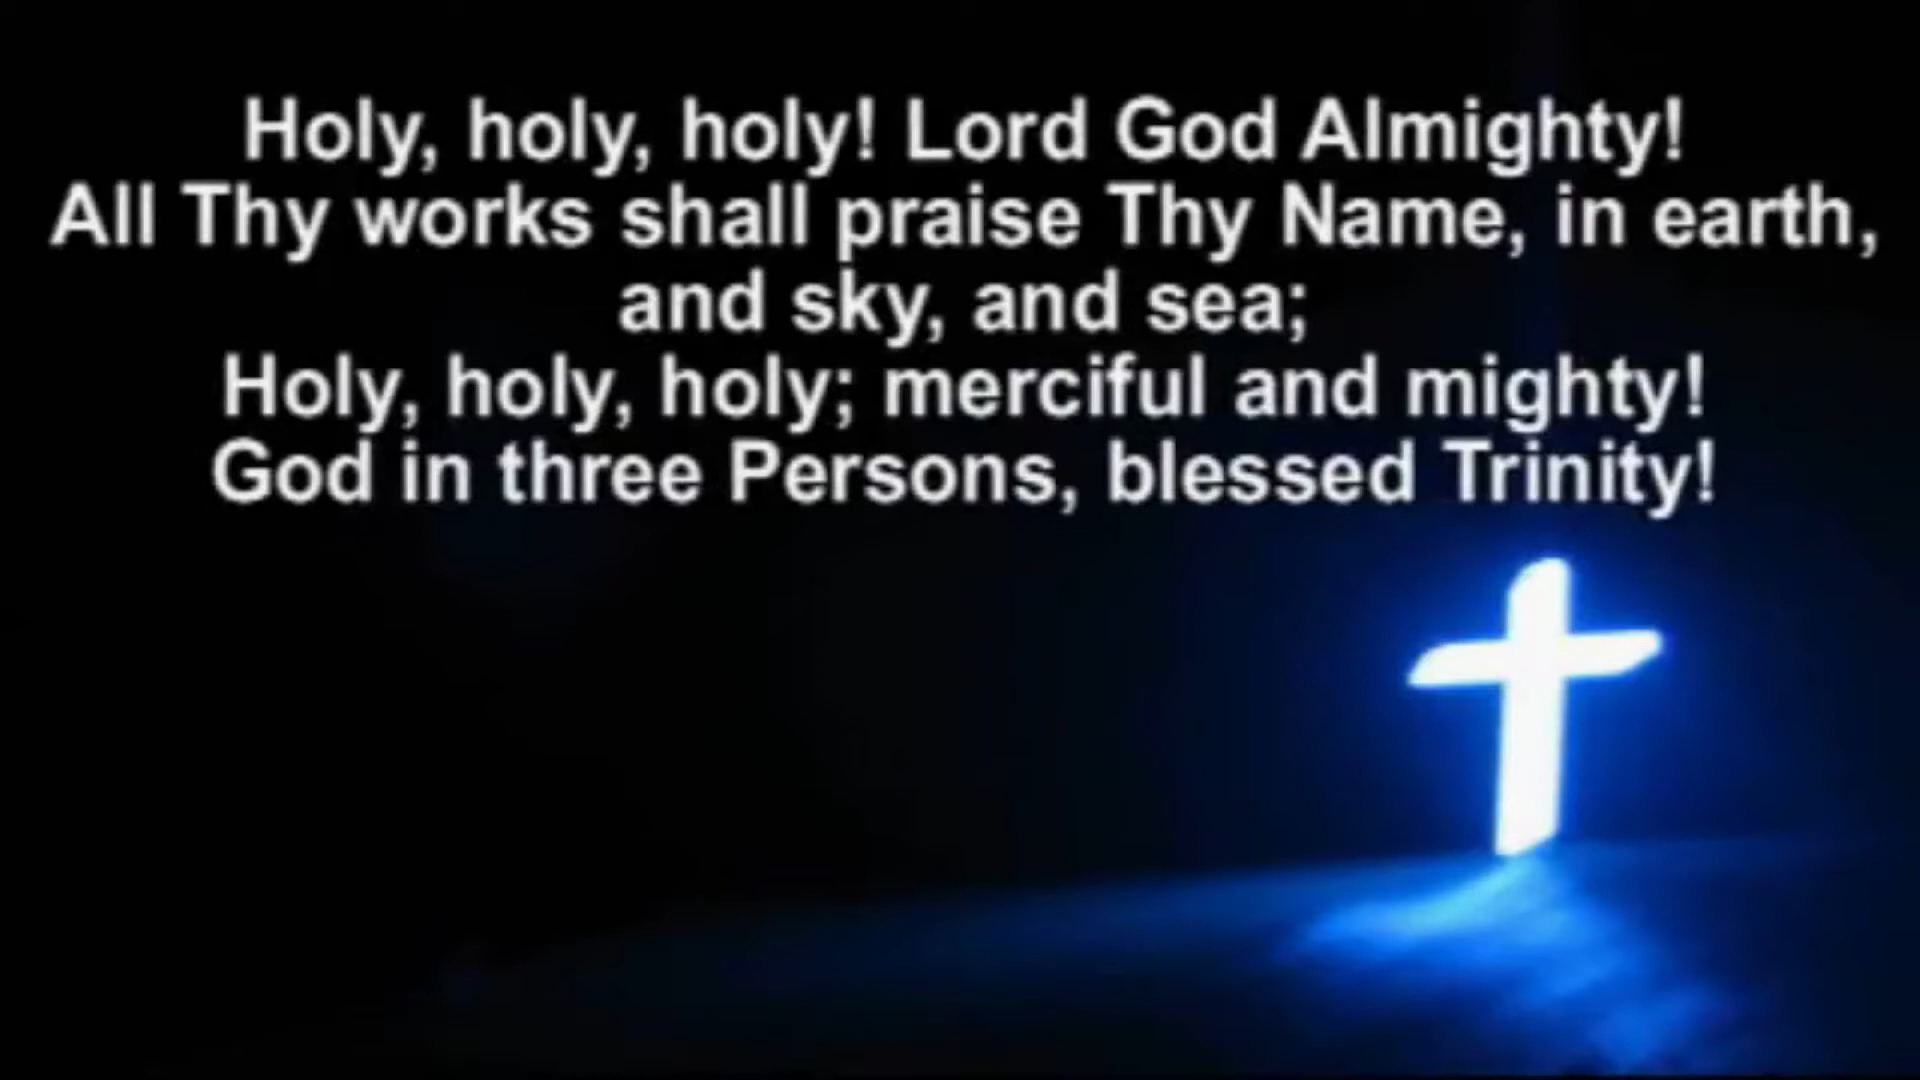 Holy, holy, holy! Lord God Almighty!
All Thy works shall praise Thy Name, in earth,
and sky, and sea;
Holy, holy, holy; merciful and mighty!
God in three Persons, blessed Trinity!